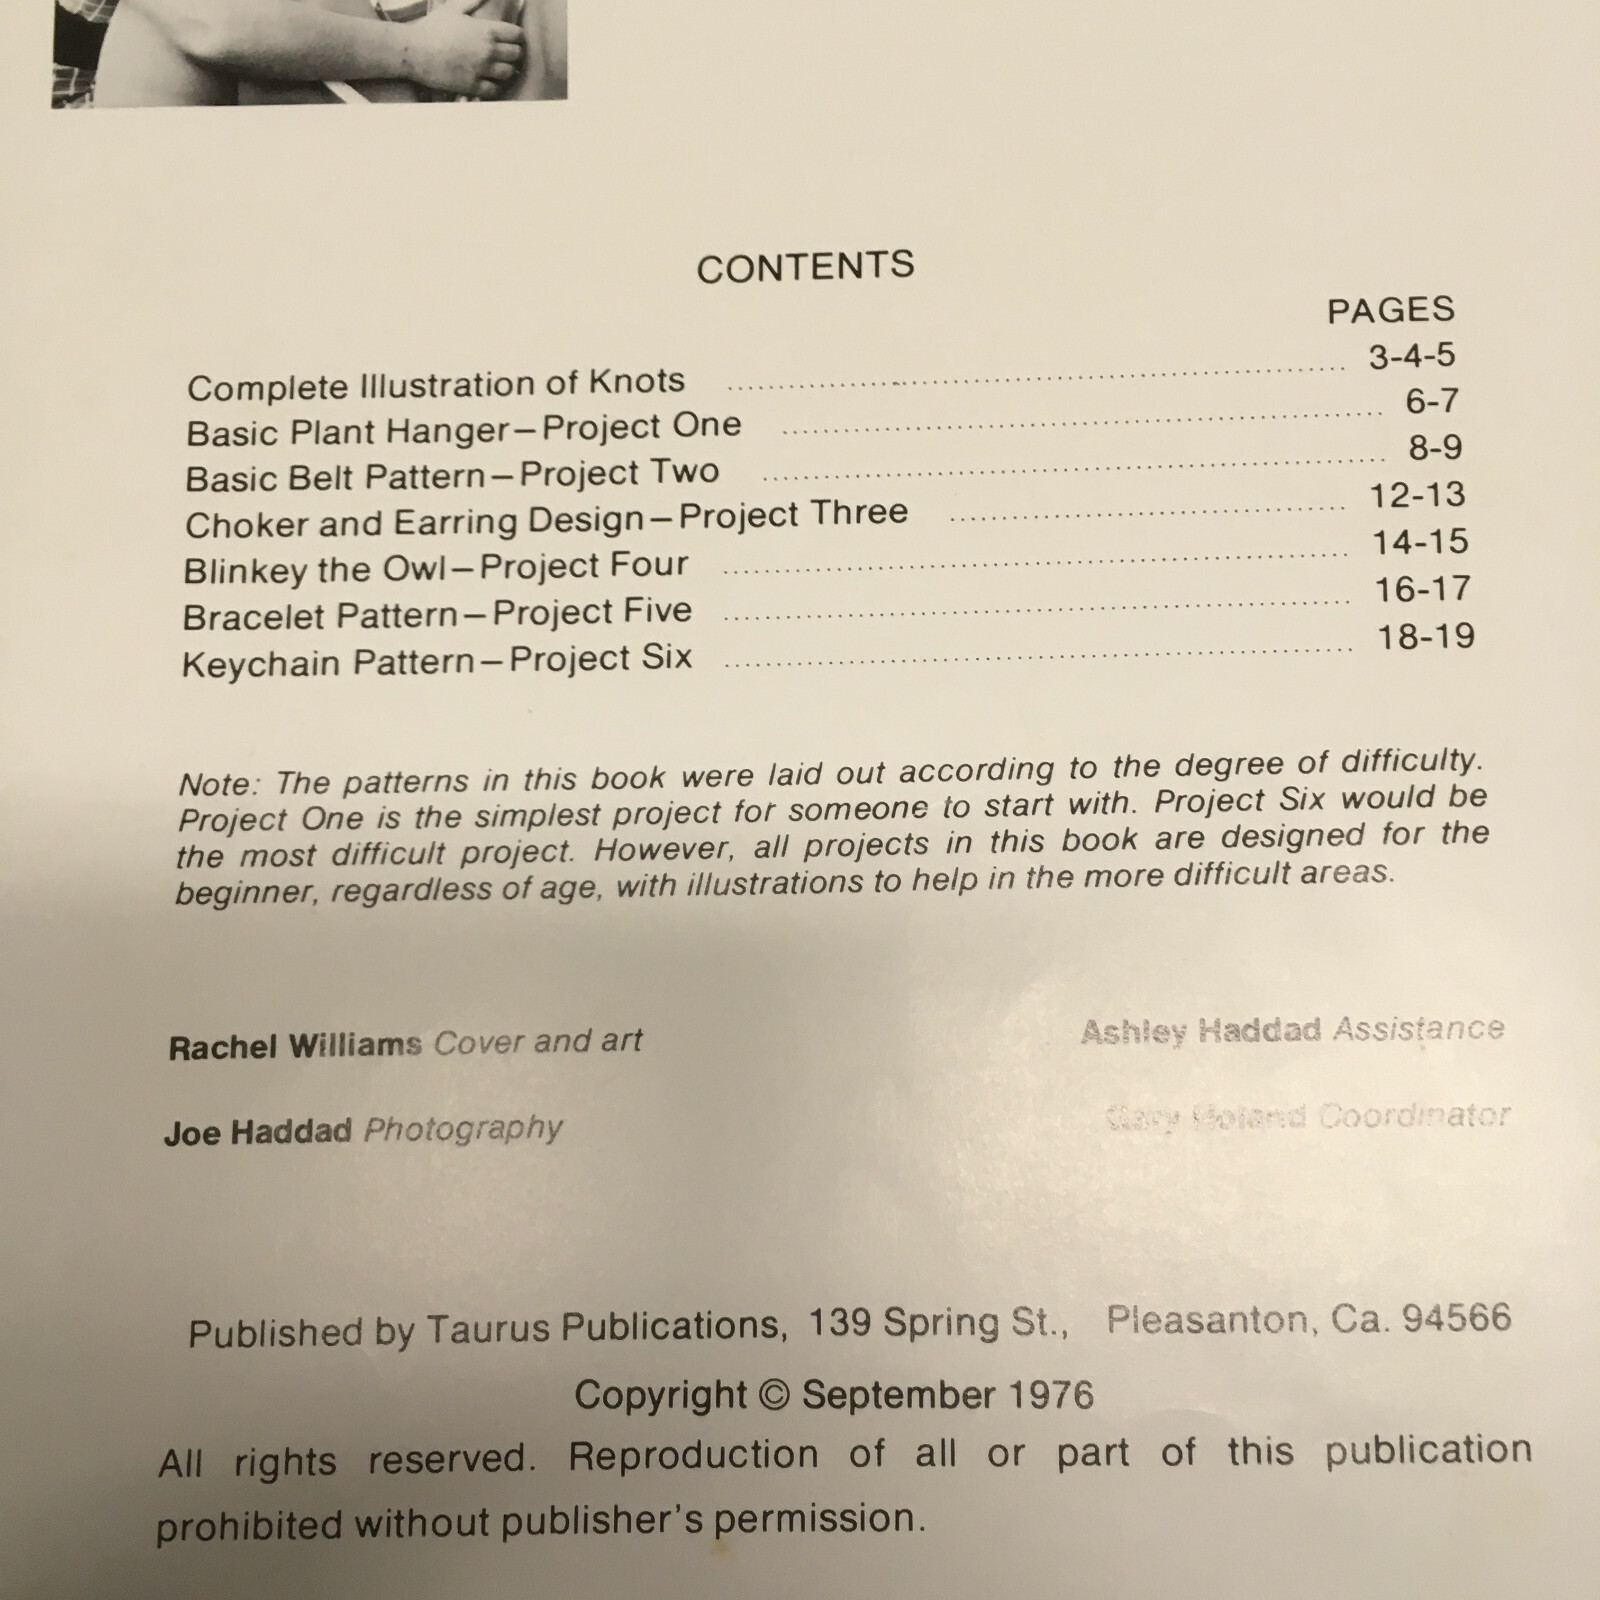 CONTENTS
PAGES
Complete Illustration of Knots 3-4-5
Basic Plant Hanger–Project One 6-7
Basic Belt Pattern–Project Two 8-9
Choker and Earring Design–Project Three 12-13
Blinkey the Owl–Project Four 14-15
Bracelet Pattern–Project Five 16-17
Keychain Pattern–Project Six 18-19
Note: The patterns in this book were laid out according to the degree of difficulty.
Project One is the simplest project for someone to start with. Project Six would be
the most difficult project. However, all projects in this book are designed for the
beginner, regardless of age, with illustrations to help in the more difficult areas.
Rachel Williams Cover and art Ashley Haddad Assistance
Joe Haddad Photography Gary Coordinator
Published by Taurus Publications, 139 Spring St., Pleasanton, Ca. 94566
Copyright © September 1976
All rights reserved. Reproduction of all or part of this publication
prohibited without publisher's permission.